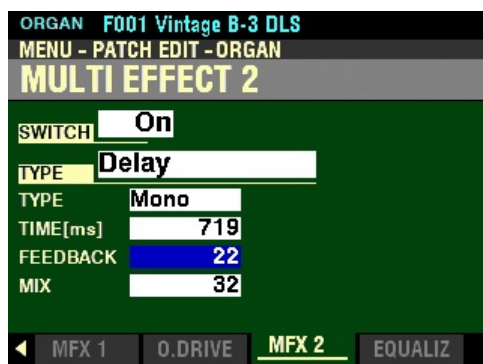 ORGAN F001 Vintage B-3 DLS
MENU - PATCH EDIT - ORGAN
MULTI EFFECT 2
SWITCH On
TYPE Delay
TYPE Mono
TIME[ms] 719
FEEDBACK 22
MIX 32
MFX 1 O.DRIVE MFX 2 EQUALIZ